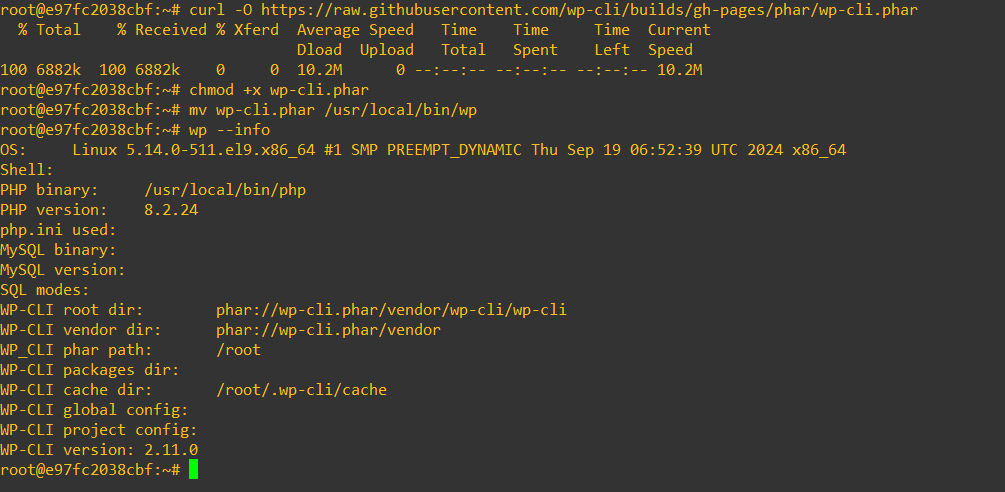 root@e97fc2038cbf:~# curl -O https://raw.githubusercontent.com/wp-cli/builds/gh-pages/phar/wp-cli.phar
  % Total    % Received % Xferd  Average Speed   Time    Time     Time  Current
                                 Dload  Upload   Total   Spent    Left  Speed
100 6882k  100 6882k    0     0  10.2M      0 --:--:-- --:--:-- --:--:-- 10.2M
root@e97fc2038cbf:~# chmod +x wp-cli.phar
root@e97fc2038cbf:~# mv wp-cli.phar /usr/local/bin/wp
root@e97fc2038cbf:~# wp --info
OS:     Linux 5.14.0-511.el9.x86_64 #1 SMP PREEMPT_DYNAMIC Thu Sep 19 06:52:39 UTC 2024 x86_64
Shell:
PHP binary:     /usr/local/bin/php
PHP version:    8.2.24
php.ini used:
MySQL binary:
MySQL version:
SQL modes:
WP-CLI root dir:        phar://wp-cli.phar/vendor/wp-cli/wp-cli
WP-CLI vendor dir:      phar://wp-cli.phar/vendor
WP_CLI phar path:       /root
WP-CLI packages dir:
WP-CLI cache dir:       /root/.wp-cli/cache
WP-CLI global config:
WP-CLI project config:
WP-CLI version: 2.11.0
root@e97fc2038cbf:~#